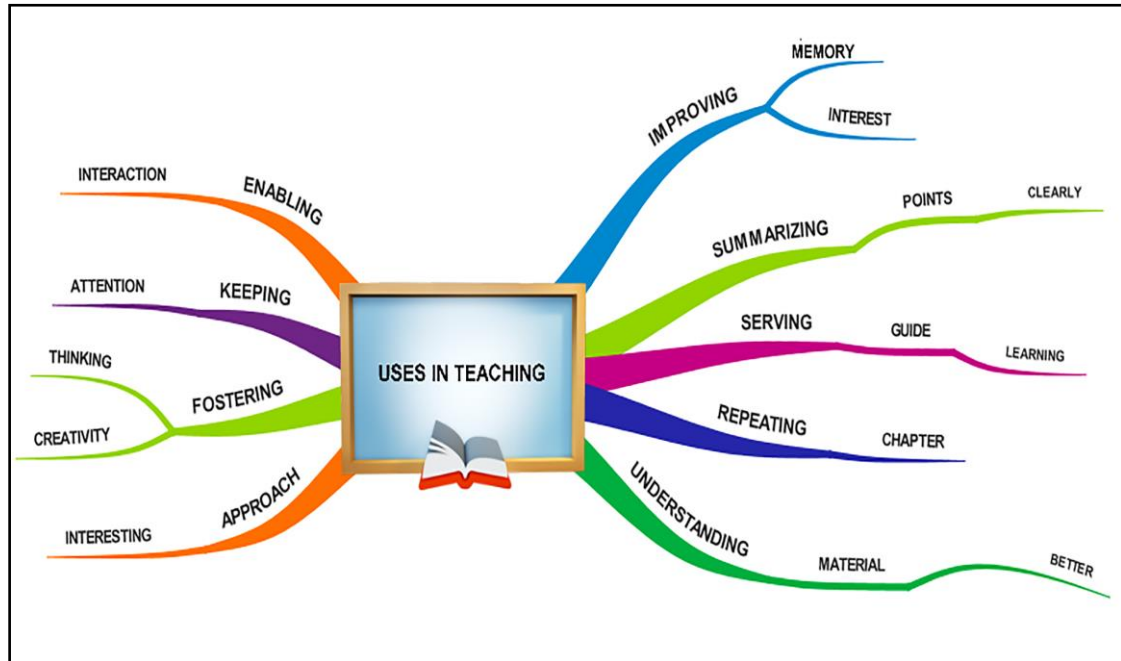 USES IN TEACHING
IMPROVING
MEMORY
INTEREST
SUMMARIZING
POINTS
CLEARLY
SERVING
GUIDE
LEARNING
REPEATING
CHAPTER
UNDERSTANDING
MATERIAL
BETTER
ENABLING
INTERACTION
KEEPING
ATTENTION
FOSTERING
THINKING
CREATIVITY
APPROACH
INTERESTING